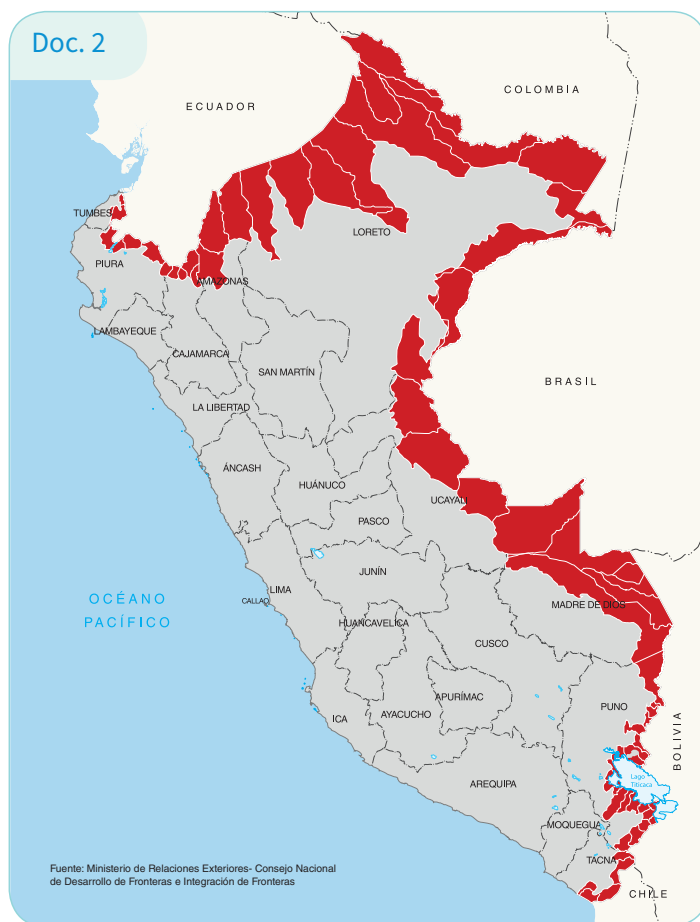 Doc. 2
COLOMBÍA
ECUADOR
TUMBES
LORETO
PIURA
AMAZONAS
LAMBAYEQUE
CAJAMARCA
SAN MARTÍN
BRASÍL
LA LIBERTAD
ÁNCASH
HUÁNUCO
UCAYALI
PASCO
JUNÍN
LIMA
OCÉANO
PACÍFICO
CALLAO
MADRE DE DIOS
HUANCAVELICA
CUSCO
APURÍMAC
PUNO
AYACUCHO
ICA
BOLIVIA
Lago
Titicaca
AREQUIPA
MOQUEGUA
TACNA
CHILE
Fuente: Ministerio de Relaciones Exteriores- Consejo Nacional
de Desarrollo de Fronteras e Integración de Fronteras